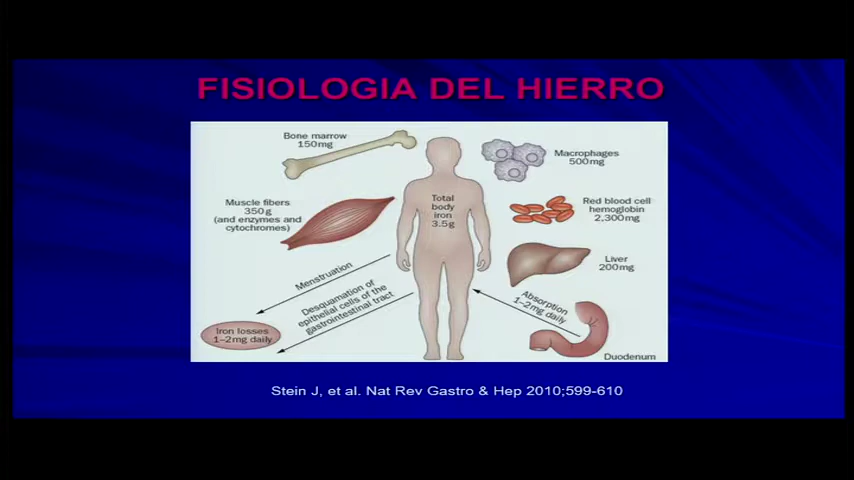 FISIOLOGIA DEL HIERRO
Bone marrow
150mg
Macrophages
500mg
Muscle fibers
350g
(and enzymes and
cytochromes)
Total
body
iron
3.5g
Red blood cell
hemoglobin
2,300mg
Liver
200mg
Menstruation
Desquamation of
epithelial cells of the
gastrointestinal tract
Absorption
1–2mg daily
Iron losses
1–2mg daily
Duodenum
Stein J, et al. Nat Rev Gastro & Hep 2010;599-610